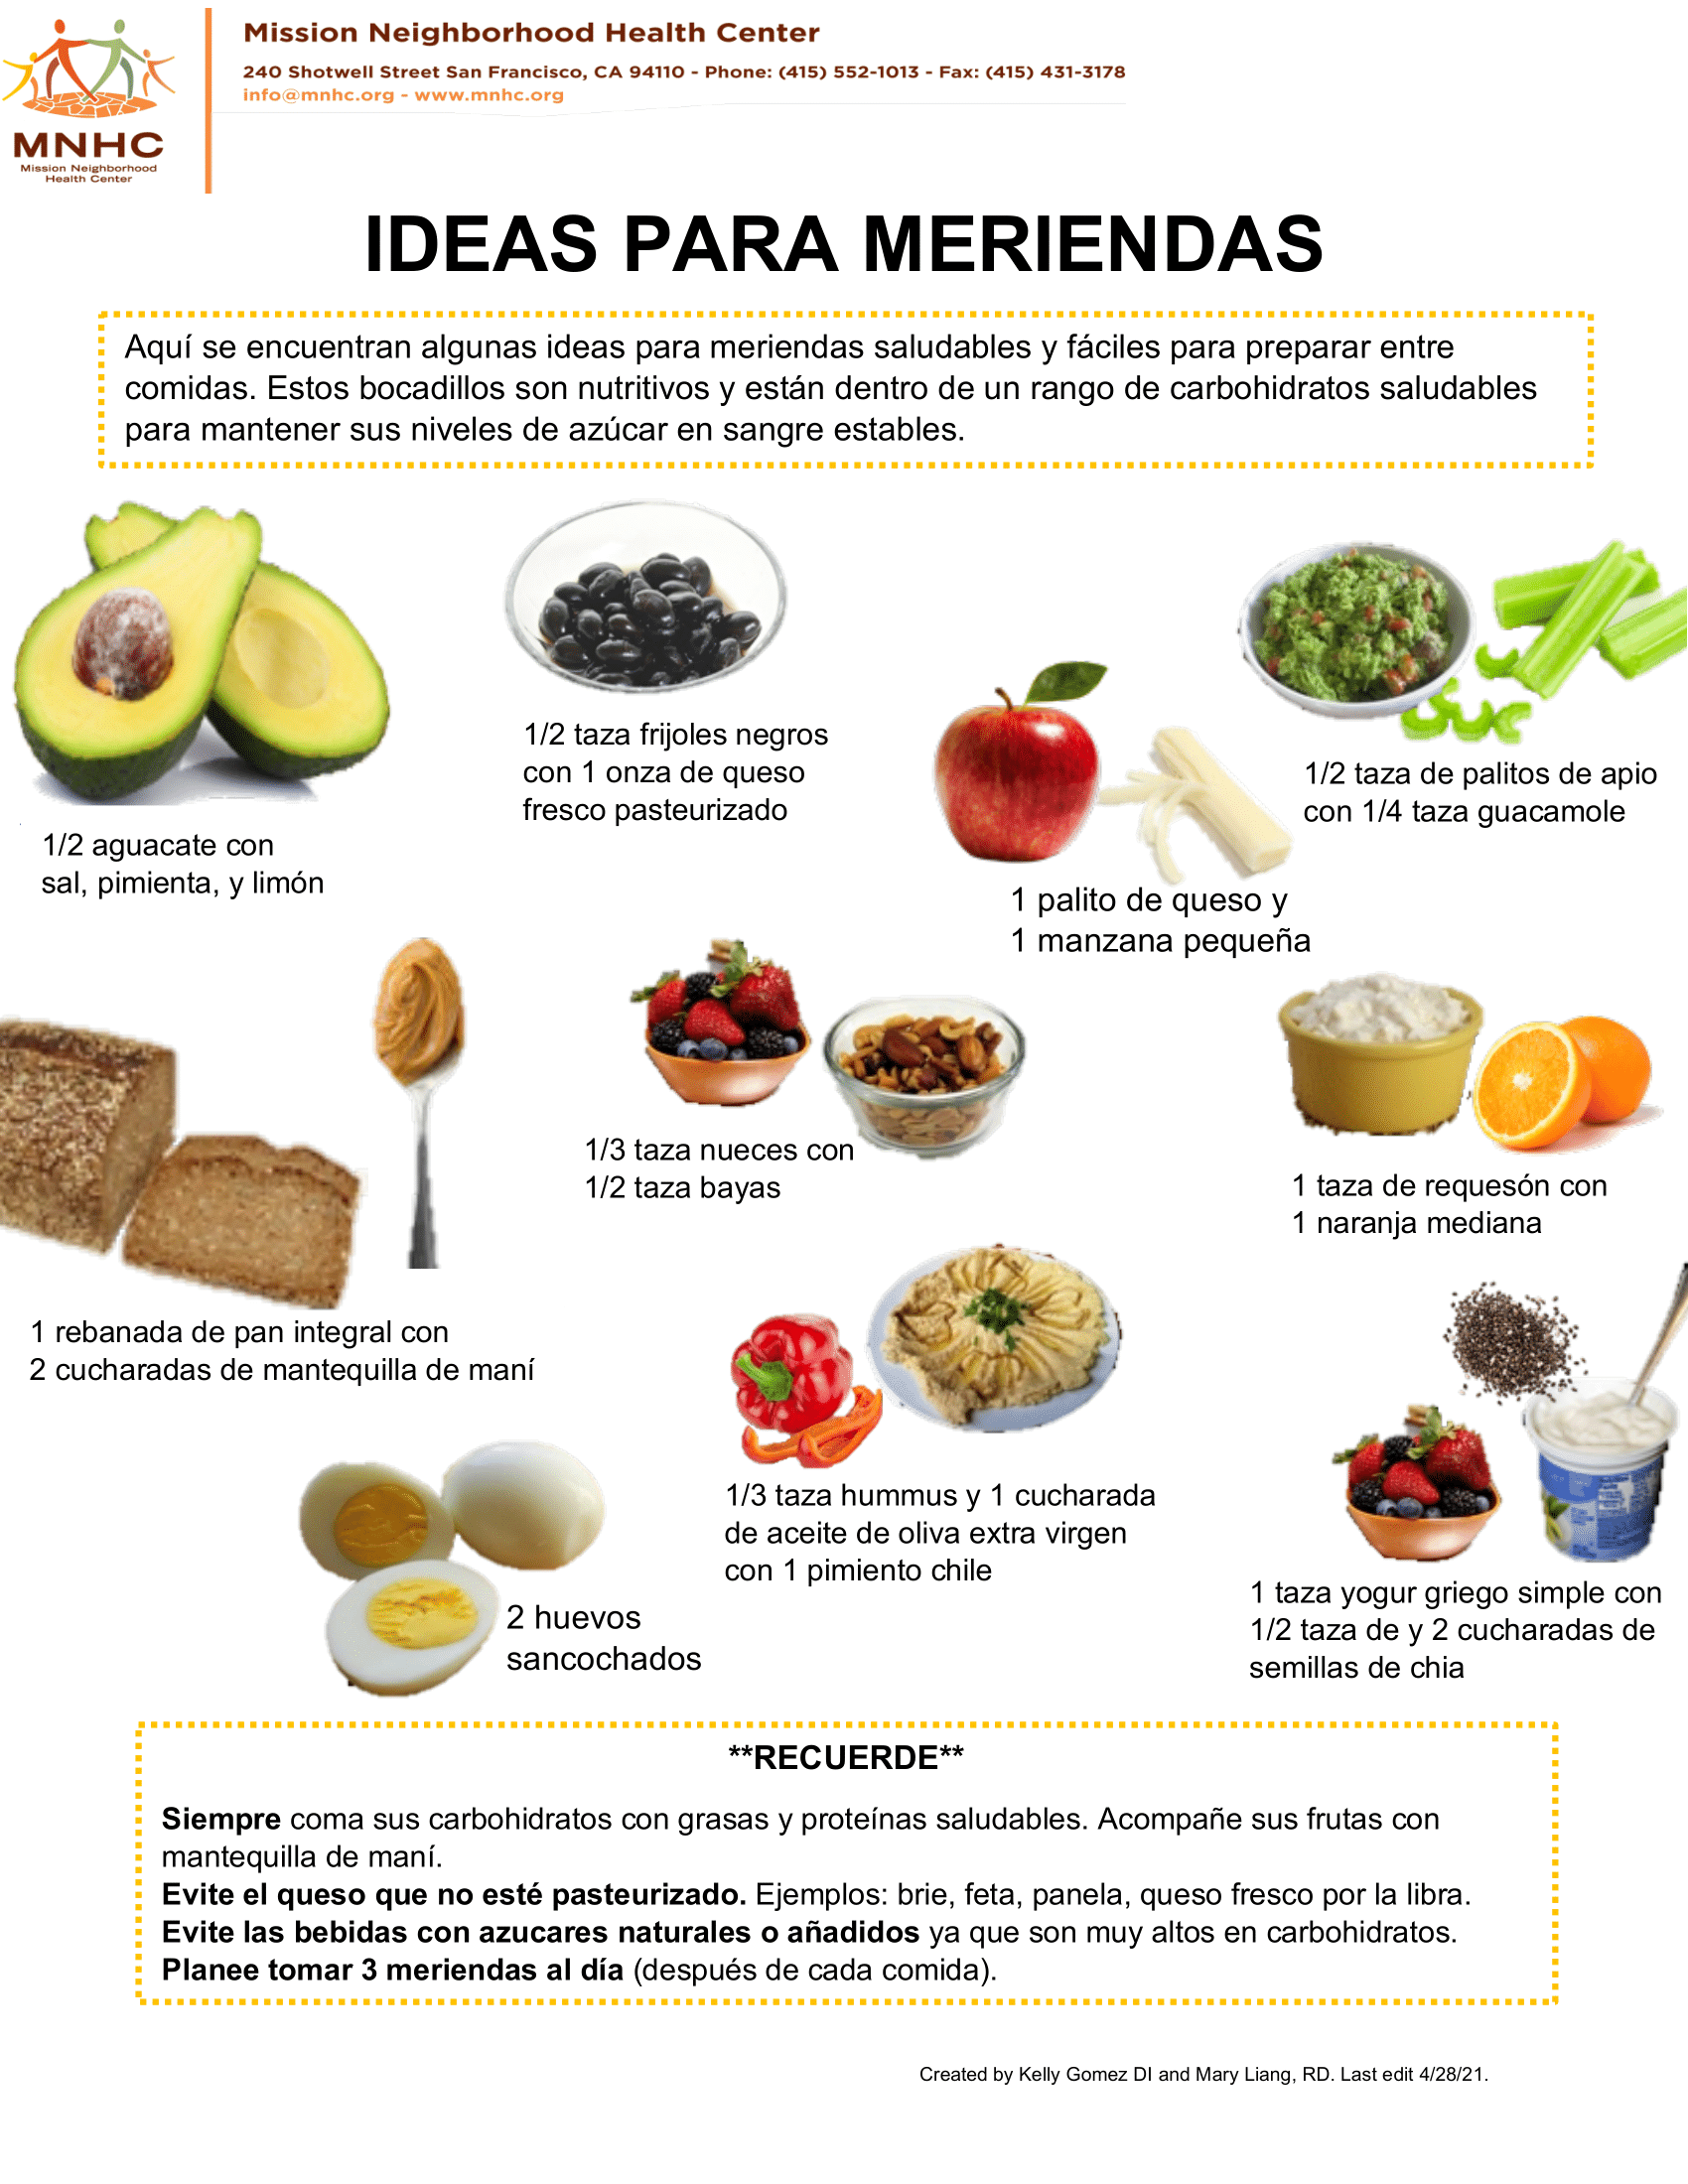 Mission Neighborhood Health Center
240 Shotwell Street San Francisco, CA 94110 - Phone: (415) 552-1013 - Fax: (415) 431-3178
info@mnhc.org - www.mnhc.org
MNHC
Mission Neighborhood
Health Center
IDEAS PARA MERIENDAS
Aquí se encuentran algunas ideas para meriendas saludables y fáciles para preparar entre
comidas. Estos bocadillos son nutritivos y están dentro de un rango de carbohidratos saludables
para mantener sus niveles de azúcar en sangre estables.
1/2 aguacate con
sal, pimienta, y limón
1/2 taza frijoles negros
con 1 onza de queso
fresco pasteurizado
1 palito de queso y
1 manzana pequeña
1/2 taza de palitos de apio
con 1/4 taza guacamole
1 rebanada de pan integral con
2 cucharadas de mantequilla de maní
1/3 taza nueces con
1/2 taza bayas
1 taza de requesón con
1 naranja mediana
2 huevos
sancochados
1/3 taza hummus y 1 cucharada
de aceite de oliva extra virgen
con 1 pimiento chile
1 taza yogur griego simple con
1/2 taza de y 2 cucharadas de
semillas de chia
**RECUERDE**
Siempre coma sus carbohidratos con grasas y proteínas saludables. Acompañe sus frutas con
mantequilla de maní.
Evite el queso que no esté pasteurizado. Ejemplos: brie, feta, panela, queso fresco por la libra.
Evite las bebidas con azucares naturales o añadidos ya que son muy altos en carbohidratos.
Planee tomar 3 meriendas al día (después de cada comida).
Created by Kelly Gomez DI and Mary Liang, RD. Last edit 4/28/21.